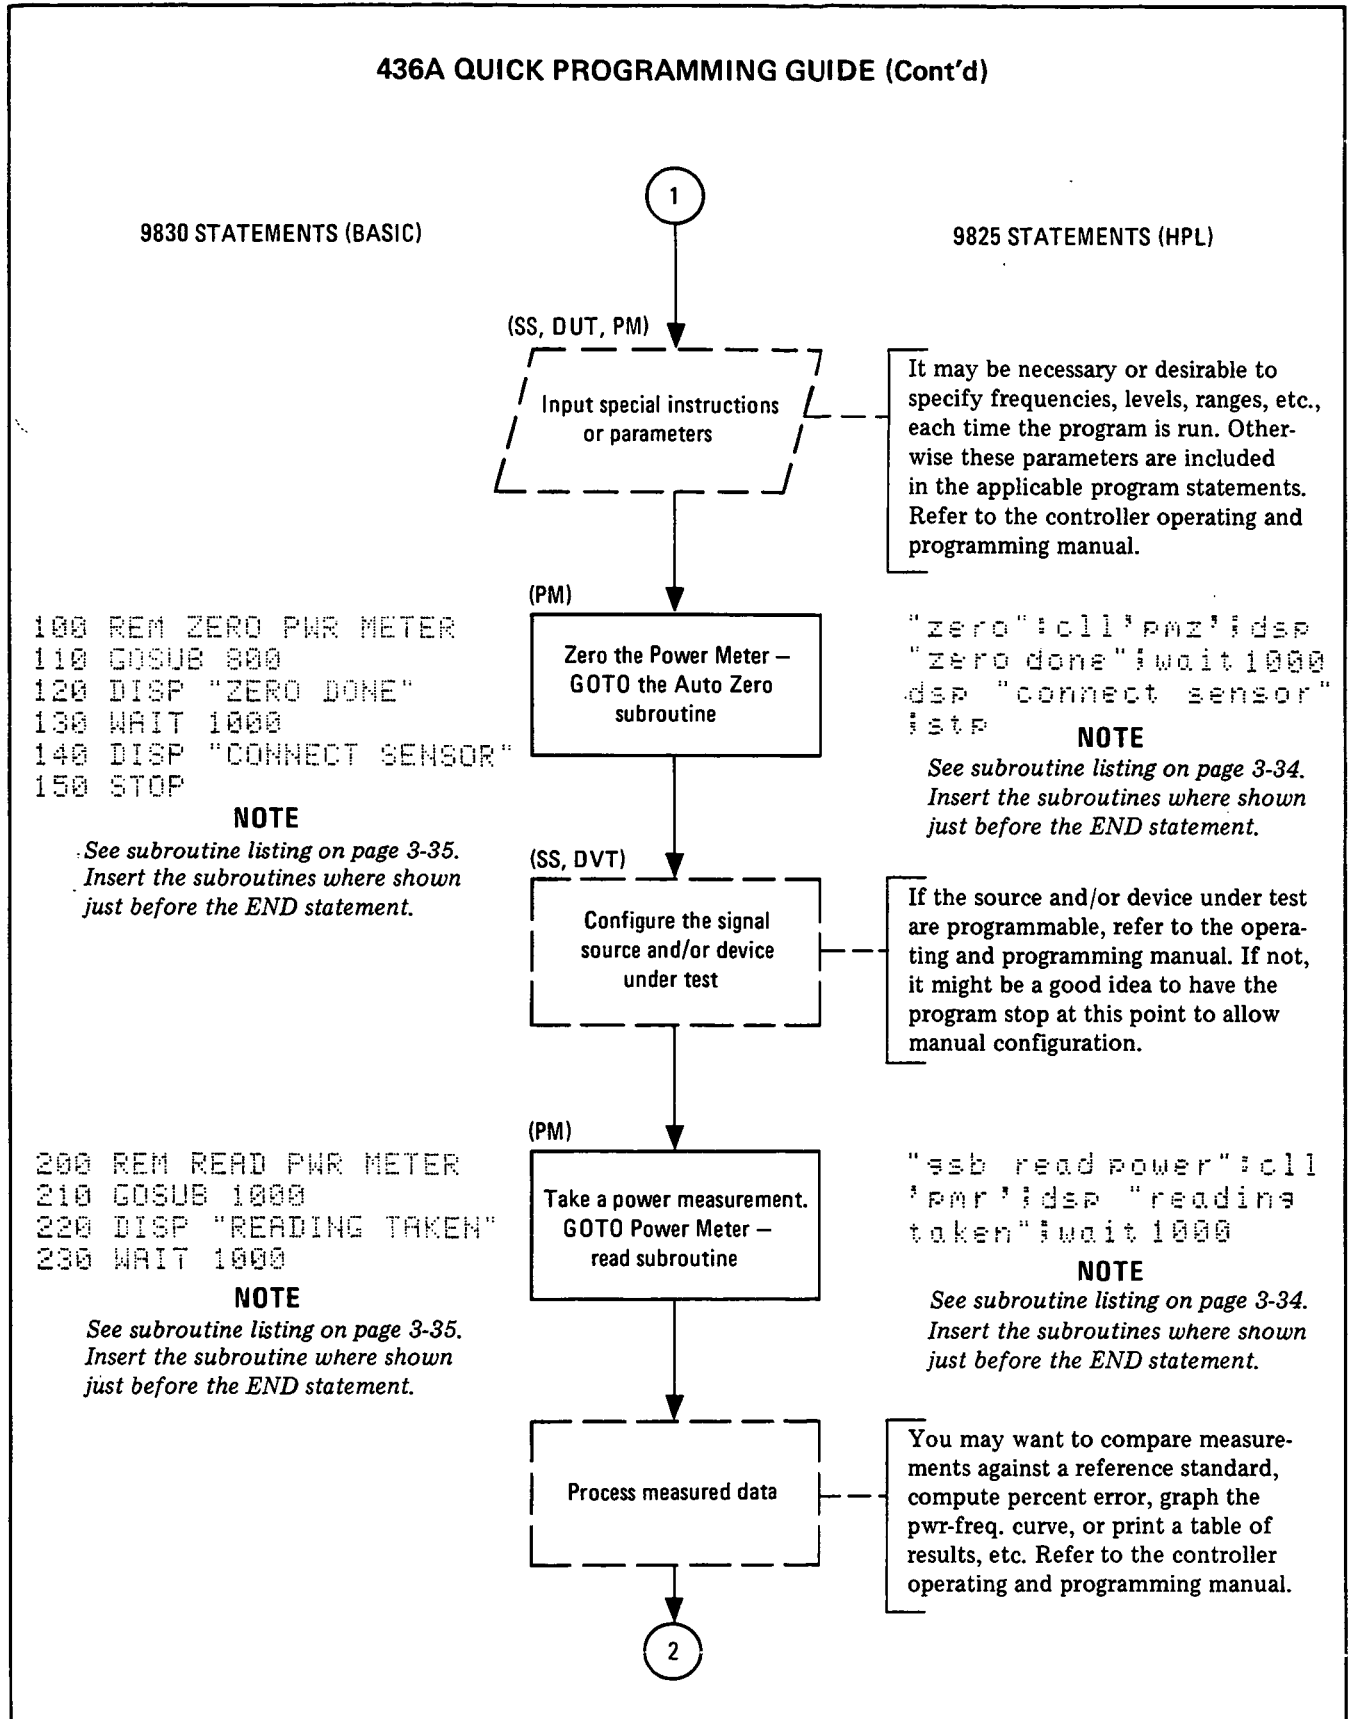 436A QUICK PROGRAMMING GUIDE (Cont'd)
1
9830 STATEMENTS (BASIC)
9825 STATEMENTS (HPL)
(SS, DUT, PM)
Input special instructions
or parameters
It may be necessary or desirable to
specify frequencies, levels, ranges, etc.,
each time the program is run. Other-
wise these parameters are included
in the applicable program statements.
Refer to the controller operating and
programming manual.
(PM)
100 REM ZERO PWR METER
110 GOSUB 800
120 DISP "ZERO DONE"
130 WAIT 1000
140 DISP "CONNECT SENSOR"
150 STOP
NOTE
See subroutine listing on page 3-35.
Insert the subroutines where shown
just before the END statement.
Zero the Power Meter –
GOTO the Auto Zero
subroutine
"zero":cll'pmz';dsp
"zero done";wait 1000
dsp "connect sensor"
;stp
NOTE
See subroutine listing on page 3-34.
Insert the subroutines where shown
just before the END statement.
(SS, DVT)
Configure the signal
source and/or device
under test
If the source and/or device under test
are programmable, refer to the opera-
ting and programming manual. If not,
it might be a good idea to have the
program stop at this point to allow
manual configuration.
(PM)
200 REM READ PWR METER
210 GOSUB 1000
220 DISP "READING TAKEN"
230 WAIT 1000
NOTE
See subroutine listing on page 3-35.
Insert the subroutine where shown
just before the END statement.
Take a power measurement.
GOTO Power Meter –
read subroutine
"gsb read power":cll
'pmr';dsp "reading
taken";wait 1000
NOTE
See subroutine listing on page 3-34.
Insert the subroutines where shown
just before the END statement.
Process measured data
You may want to compare measure-
ments against a reference standard,
compute percent error, graph the
pwr-freq. curve, or print a table of
results, etc. Refer to the controller
operating and programming manual.
2